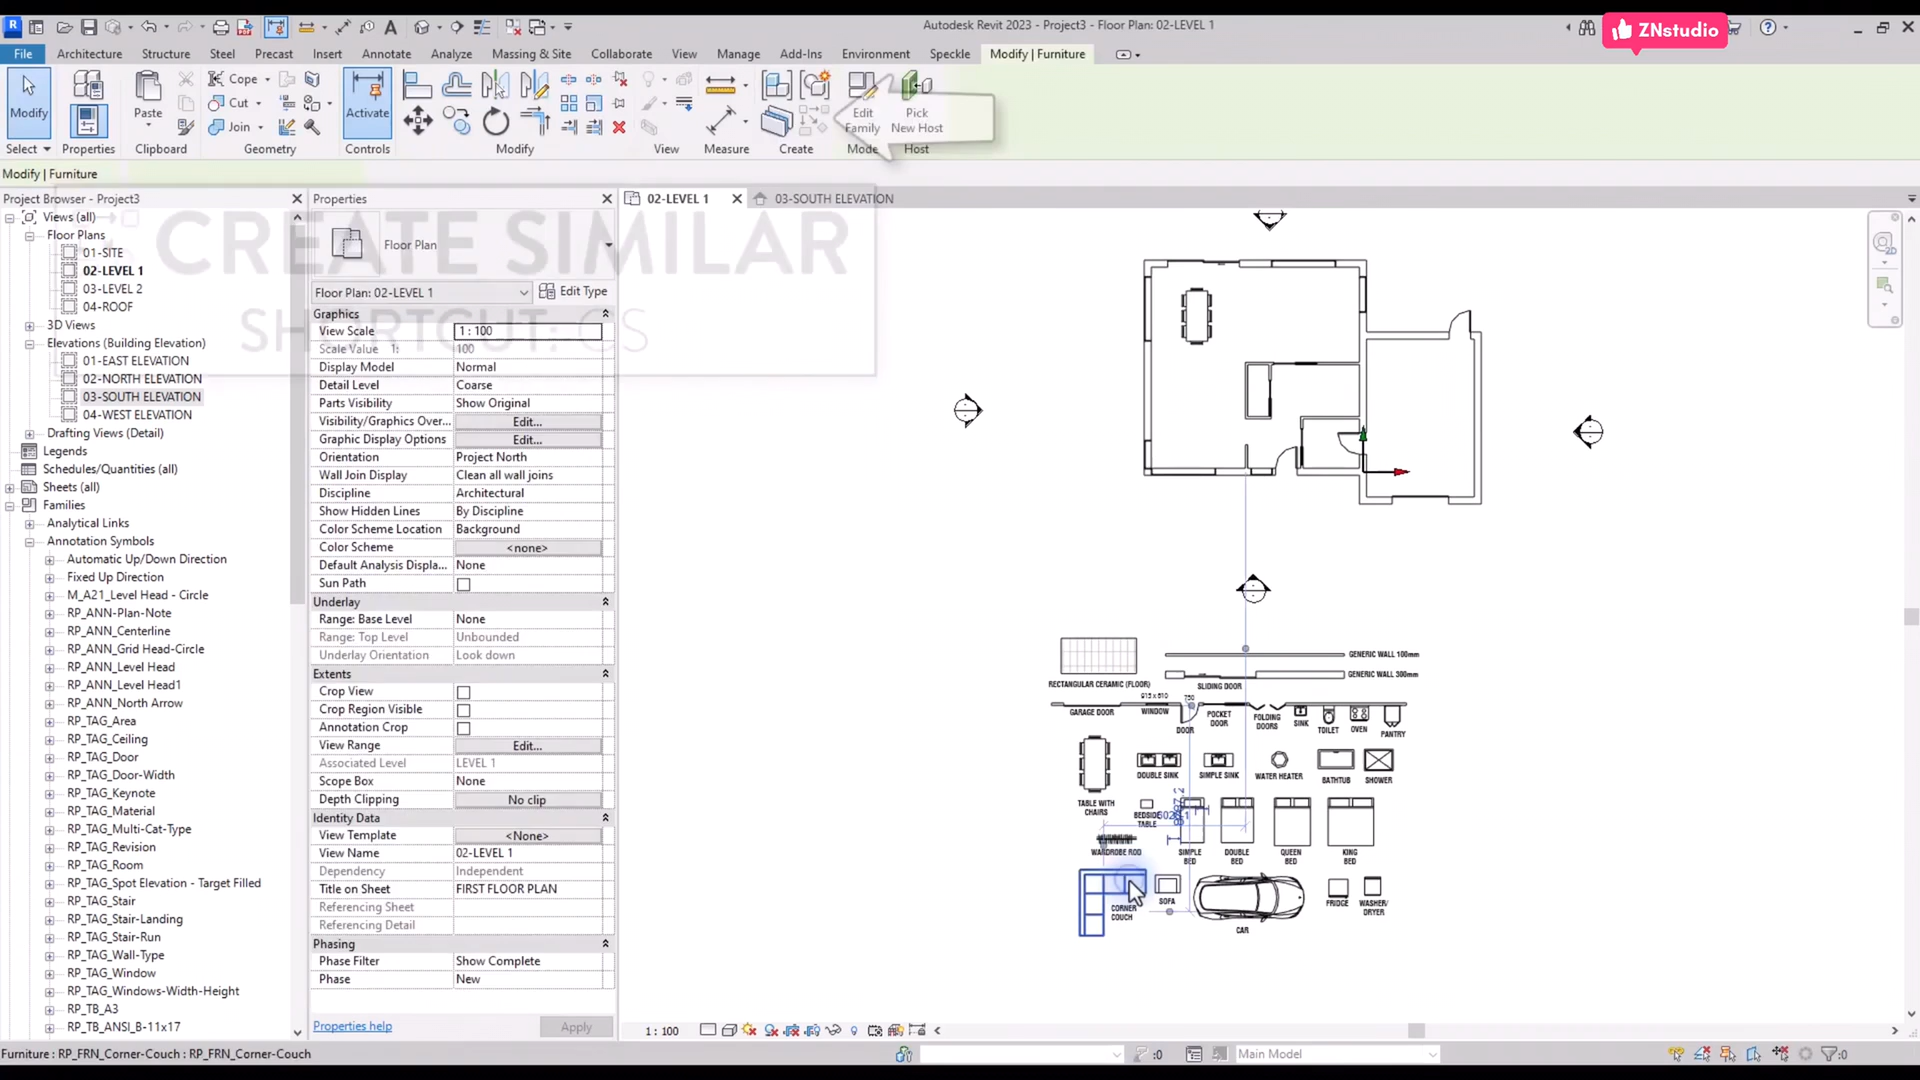 Autodesk Revit 2023 - Project3 - Floor Plan: 02-LEVEL 1
ZNstudio
File Architecture Structure Steel Precast Insert Annotate Analyze Massing & Site Collaborate View Manage Add-Ins Environment Speckle Modify | Furniture
Modify Paste Cope Cut Join Activate Edit Family Pick New Host
Select Properties Clipboard Geometry Controls Modify View Measure Create Mode Host
Modify | Furniture
Project Browser - Project3
Views (all)
Floor Plans
01-SITE
02-LEVEL 1
03-LEVEL 2
04-ROOF
3D Views
Elevations (Building Elevation)
01-EAST ELEVATION
02-NORTH ELEVATION
03-SOUTH ELEVATION
04-WEST ELEVATION
Drafting Views (Detail)
Legends
Schedules/Quantities (all)
Sheets (all)
Families
Analytical Links
Annotation Symbols
Automatic Up/Down Direction
Fixed Up Direction
M_A21_Level Head - Circle
RP_ANN-Plan-Note
RP_ANN_Centerline
RP_ANN_Grid Head-Circle
RP_ANN_Level Head
RP_ANN_Level Head1
RP_ANN_North Arrow
RP_TAG_Area
RP_TAG_Ceiling
RP_TAG_Door
RP_TAG_Door-Width
RP_TAG_Keynote
RP_TAG_Material
RP_TAG_Multi-Cat-Type
RP_TAG_Revision
RP_TAG_Room
RP_TAG_Spot Elevation - Target Filled
RP_TAG_Stair
RP_TAG_Stair-Landing
RP_TAG_Stair-Run
RP_TAG_Wall-Type
RP_TAG_Window
RP_TAG_Windows-Width-Height
RP_TB_A3
RP_TB_ANSI_B-11x17
CREATE SIMILAR
SHORTCUT: CS
Properties
Floor Plan
Floor Plan: 02-LEVEL 1 Edit Type
Graphics
View Scale 1 : 100
Scale Value 1: 100
Display Model Normal
Detail Level Coarse
Parts Visibility Show Original
Visibility/Graphics Over... Edit...
Graphic Display Options Edit...
Orientation Project North
Wall Join Display Clean all wall joins
Discipline Architectural
Show Hidden Lines By Discipline
Color Scheme Location Background
Color Scheme <none>
Default Analysis Displa... None
Sun Path
Underlay
Range: Base Level None
Range: Top Level Unbounded
Underlay Orientation Look down
Extents
Crop View
Crop Region Visible
Annotation Crop
View Range Edit...
Associated Level LEVEL 1
Scope Box None
Depth Clipping No clip
Identity Data
View Template <None>
View Name 02-LEVEL 1
Dependency Independent
Title on Sheet FIRST FLOOR PLAN
Referencing Sheet
Referencing Detail
Phasing
Phase Filter Show Complete
Phase New
Properties help Apply
02-LEVEL 1 03-SOUTH ELEVATION
2D
GENERIC WALL 100mm
GENERIC WALL 300mm
RECTANGULAR CERAMIC (FLOOR)
SLIDING DOOR
915 x 610
750
GARAGE DOOR
WINDOW
DOOR
POCKET DOOR
FOLDING DOORS
SINK
TOILET
OVEN
PANTRY
DOUBLE SINK
SIMPLE SINK
WATER HEATER
BATHTUB
SHOWER
TABLE WITH CHAIRS
BEDSIDE TABLE
WARDROBE ROD
SIMPLE BED
DOUBLE BED
QUEEN BED
KING BED
CORNER COUCH
SOFA
CAR
FRIDGE
WASHER/ DRYER
1 : 100
Furniture : RP_FRN_Corner-Couch : RP_FRN_Corner-Couch
:0
Main Model
:0